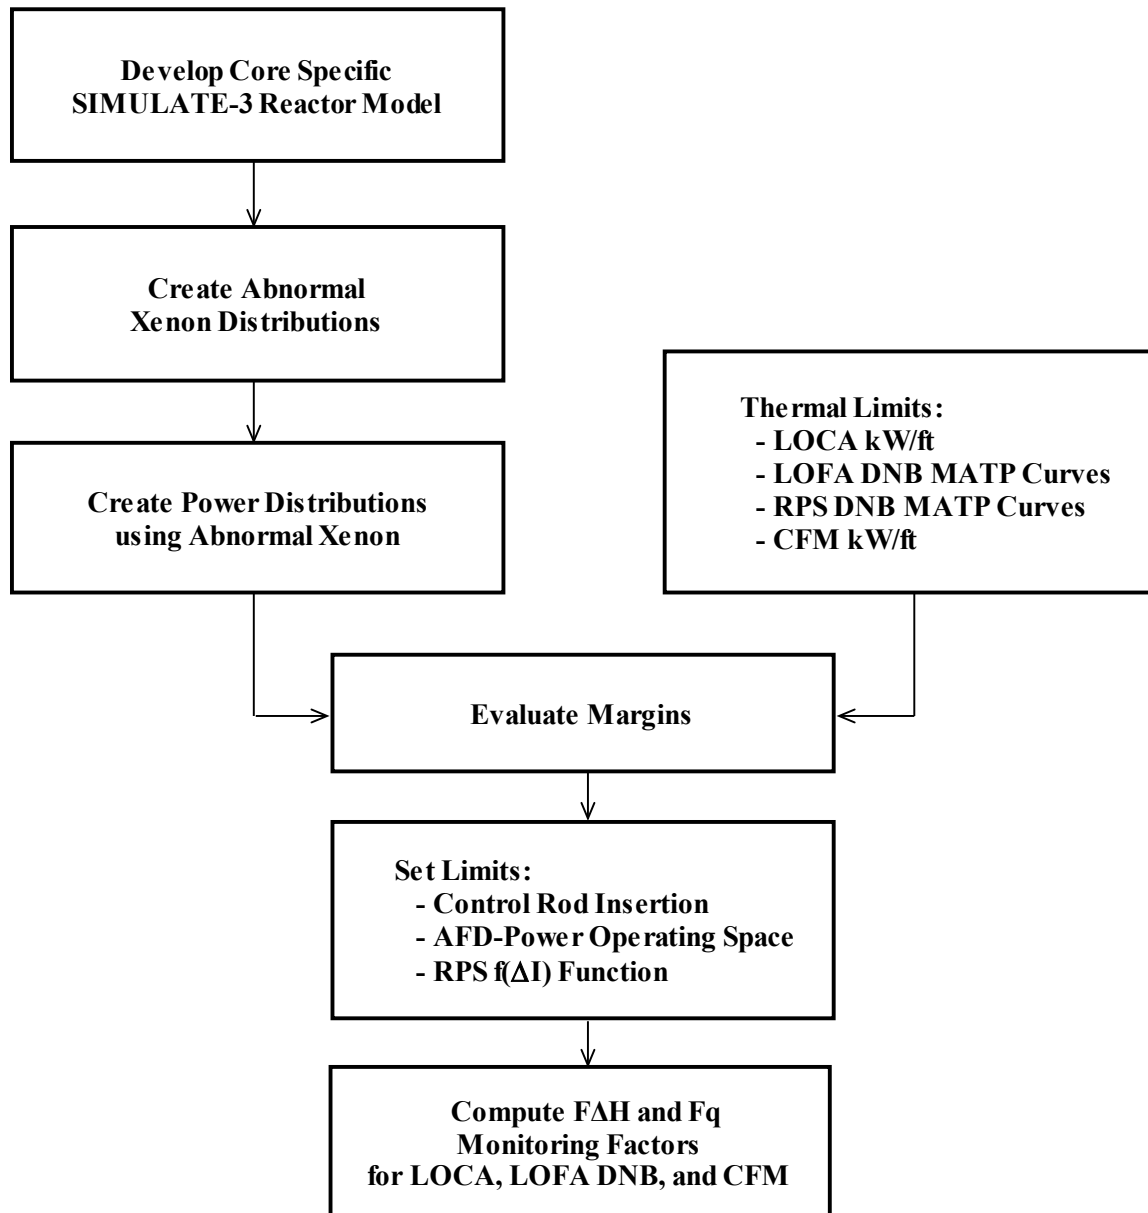 Develop Core Specific
SIMULATE-3 Reactor Model
Create Abnormal
Xenon Distributions
Create Power Distributions
using Abnormal Xenon
Thermal Limits:
- LOCA kW/ft
- LOFA DNB MATP Curves
- RPS DNB MATP Curves
- CFM kW/ft
Evaluate Margins
Set Limits:
- Control Rod Insertion
- AFD-Power Operating Space
- RPS f(ΔI) Function
Compute FΔH and Fq
Monitoring Factors
for LOCA, LOFA DNB, and CFM